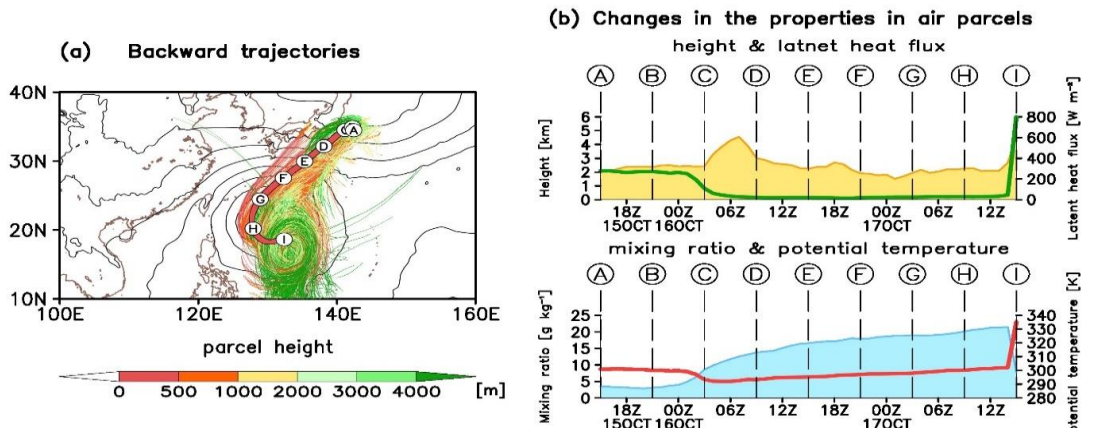 (a) Backward trajectories
40N
30N
20N
10N
100E 120E 140E 160E
A
D
E
F
G
H
I
parcel height
0 500 1000 2000 3000 4000 [m]
(b) Changes in the properties in air parcels
height & latnet heat flux
A B C D E F G H I
Height [km]
6
5
4
3
2
1
0
800
600
400
200
0
Latent heat flux [W m⁻²]
18Z 00Z 06Z 12Z 18Z 00Z 06Z 12Z
15OCT 16OCT 17OCT
mixing ratio & potential temperature
A B C D E F G H I
Mixing ratio [g kg⁻¹]
25
20
15
10
5
0
340
330
320
310
300
290
280
potential temperature [K]
18Z 00Z 06Z 12Z 18Z 00Z 06Z 12Z
15OCT 16OCT 17OCT